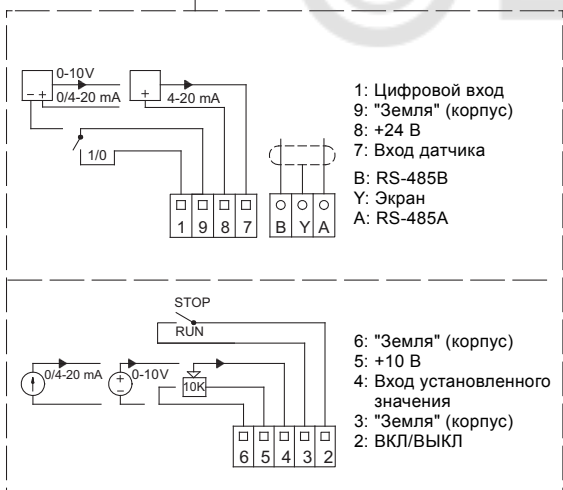 0-10V
0/4-20 mA
4-20 mA
1/0
1 9 8 7
B Y A
1: Цифровой вход
9: "Земля" (корпус)
8: +24 В
7: Вход датчика
B: RS-485B
Y: Экран
A: RS-485A
STOP
RUN
0/4-20 mA
0-10V
10K
6 5 4 3 2
6: "Земля" (корпус)
5: +10 В
4: Вход установленного
значения
3: "Земля" (корпус)
2: ВКЛ/ВЫКЛ